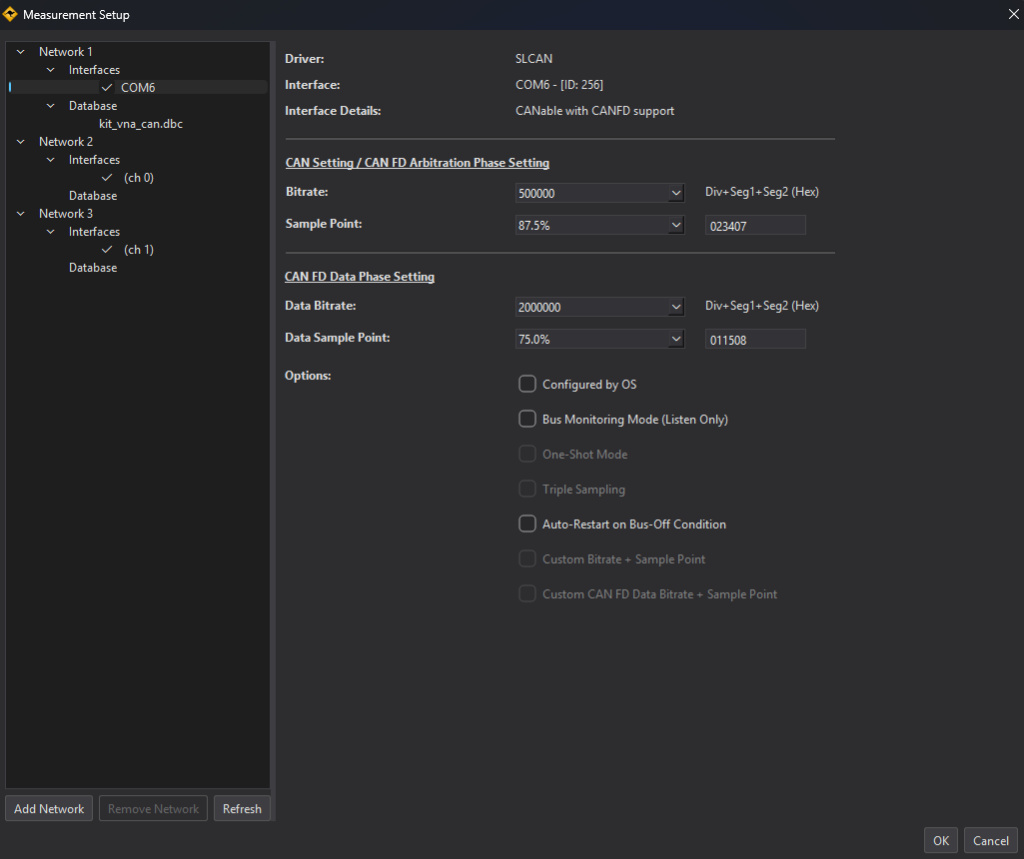 Measurement Setup
Network 1
Interfaces
COM6
Database
kit_vna_can.dbc
Network 2
Interfaces
(ch 0)
Database
Network 3
Interfaces
(ch 1)
Database
Add Network
Remove Network
Refresh
Driver: SLCAN
Interface: COM6 - [ID: 256]
Interface Details: CANable with CANFD support
CAN Setting / CAN FD Arbitration Phase Setting
Bitrate: 500000 Div+Seg1+Seg2 (Hex)
Sample Point: 87.5% 023407
CAN FD Data Phase Setting
Data Bitrate: 2000000 Div+Seg1+Seg2 (Hex)
Data Sample Point: 75.0% 011508
Options:
Configured by OS
Bus Monitoring Mode (Listen Only)
One-Shot Mode
Triple Sampling
Auto-Restart on Bus-Off Condition
Custom Bitrate + Sample Point
Custom CAN FD Data Bitrate + Sample Point
OK
Cancel